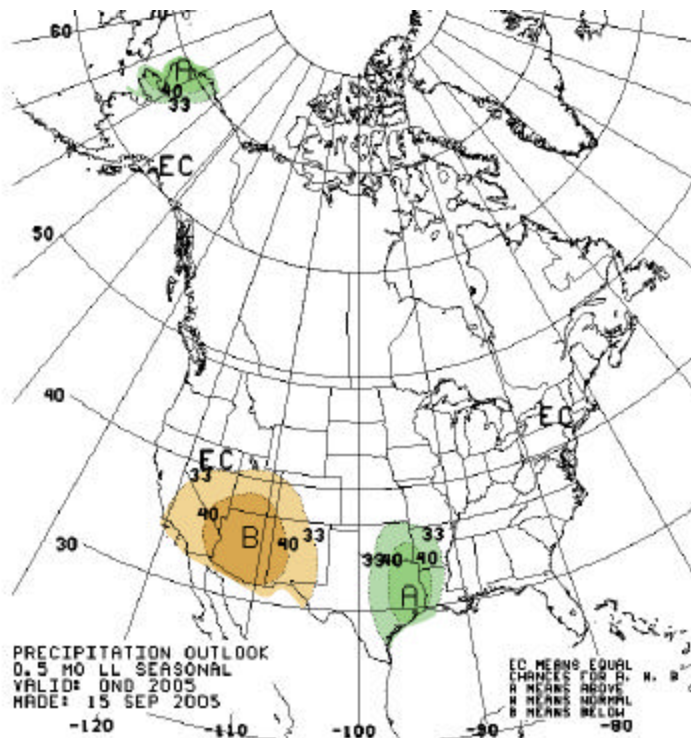 60
A
40
33
EC
50
40
EC
EC
33
40
B
40
33
33
33 40
40
A
30
PRECIPITATION OUTLOOK
0.5 MO LL SEASONAL
VALID: OND 2005
MADE: 15 SEP 2005
EC MEANS EQUAL
CHANCES FOR A, N, B
A MEANS ABOVE
N MEANS NORMAL
B MEANS BELOW
-120
-110
-100
-90
-80